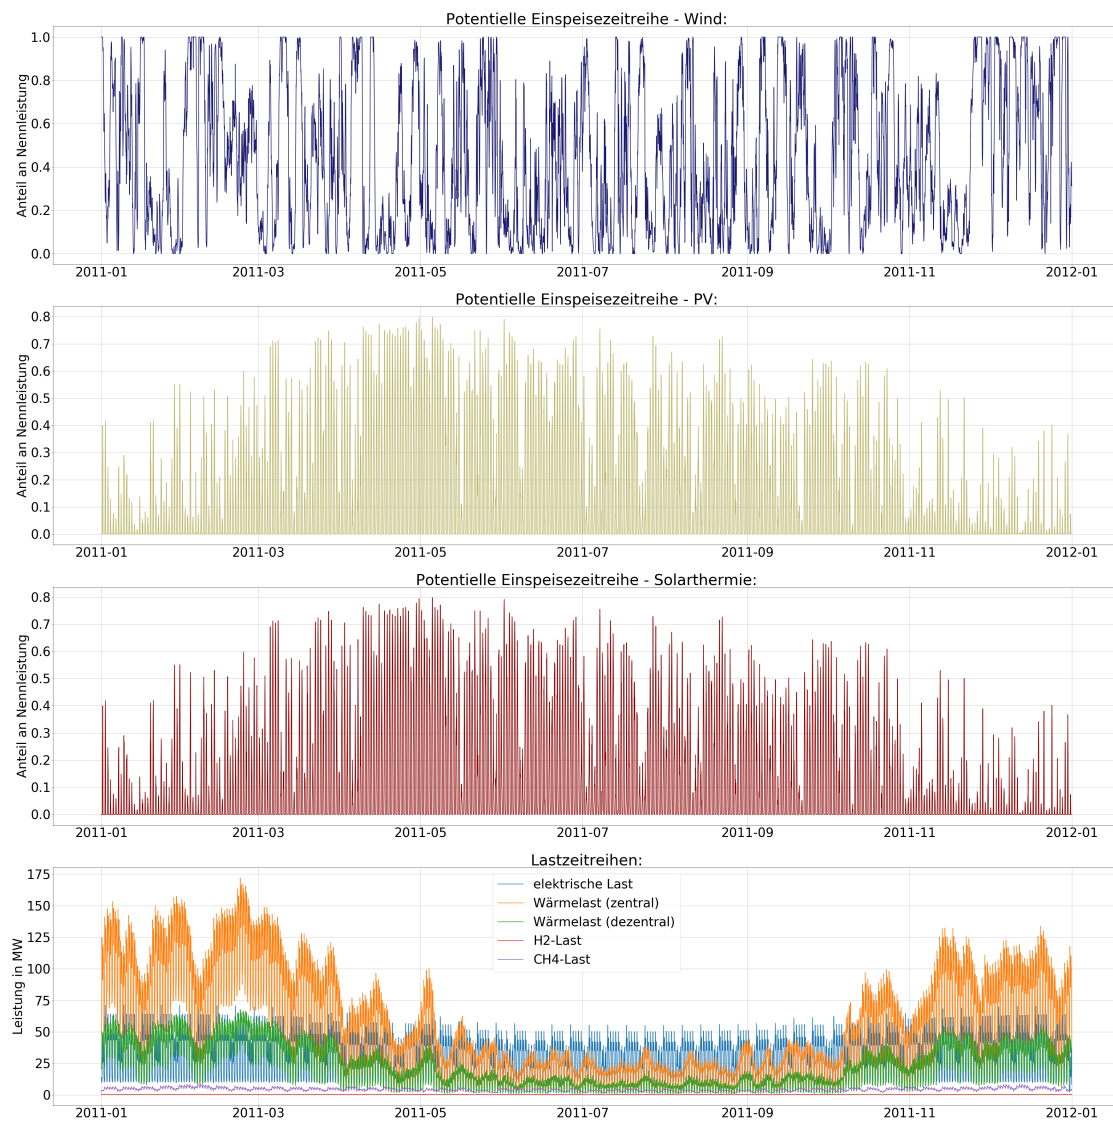 Potentielle Einspeisezeitreihe - Wind:
Anteil an Nennleistung
1.0
0.8
0.6
0.4
0.2
0.0
2011-01 2011-03 2011-05 2011-07 2011-09 2011-11 2012-01
Potentielle Einspeisezeitreihe - PV:
Anteil an Nennleistung
0.8
0.7
0.6
0.5
0.4
0.3
0.2
0.1
0.0
2011-01 2011-03 2011-05 2011-07 2011-09 2011-11 2012-01
Potentielle Einspeisezeitreihe - Solarthermie:
Anteil an Nennleistung
0.8
0.7
0.6
0.5
0.4
0.3
0.2
0.1
0.0
2011-01 2011-03 2011-05 2011-07 2011-09 2011-11 2012-01
Lastzeitreihen:
Leistung in MW
175
150
125
100
75
50
25
0
elektrische Last
Wärmelast (zentral)
Wärmelast (dezentral)
H2-Last
CH4-Last
2011-01 2011-03 2011-05 2011-07 2011-09 2011-11 2012-01